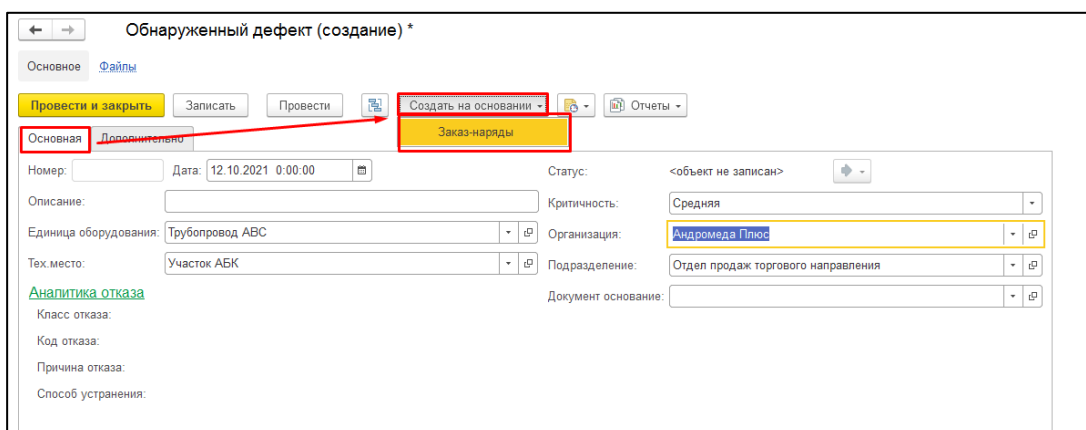 Обнаруженный дефект (создание) *
Основное Файлы
Провести и закрыть Записать Провести Создать на основании Отчеты
Заказ-наряды
Основная Дополнительно
Номер: Дата: 12.10.2021 0:00:00 Статус: <объект не записан>
Описание: Критичность: Средняя
Единица оборудования: Трубопровод АВС Организация: Андромеда Плюс
Тех.место: Участок АБК Подразделение: Отдел продаж торгового направления
Аналитика отказа Документ основание:
Класс отказа:
Код отказа:
Причина отказа:
Способ устранения: